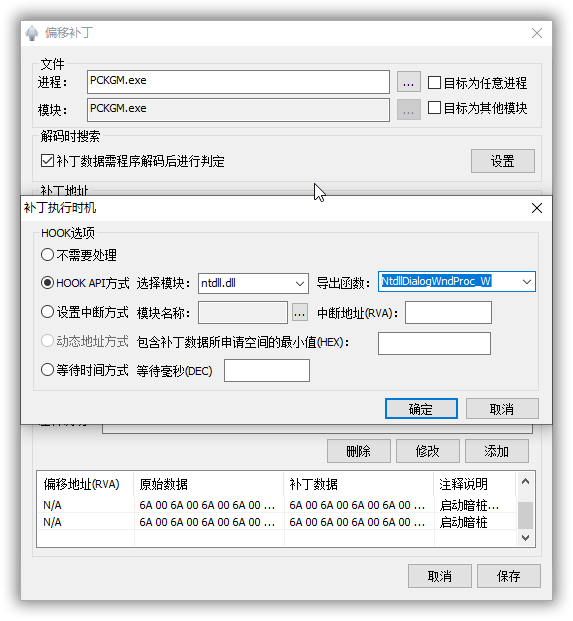 偏移补丁
文件
进程： PCKGM.exe ... 目标为任意进程
模块： PCKGM.exe ... 目标为其他模块
解码时搜索
补丁数据需程序解码后进行判定 设置
补丁地址
补丁执行时机
HOOK选项
不需要处理
HOOK API方式 选择模块： ntdll.dll 导出函数： NtdllDialogWndProc_W
设置中断方式 模块名称： ... 中断地址(RVA)：
动态地址方式 包含补丁数据所申请空间的最小值(HEX)：
等待时间方式 等待毫秒(DEC)
确定 取消
删除 修改 添加
偏移地址(RVA) 原始数据 补丁数据 注释说明
N/A 6A 00 6A 00 6A 00 6A 00 ... 6A 00 6A 00 6A 00 6A 00 ... 启动暗桩...
N/A 6A 00 6A 00 6A 00 6A 00 ... 6A 00 6A 00 6A 00 6A 00 ... 启动暗桩
取消 保存